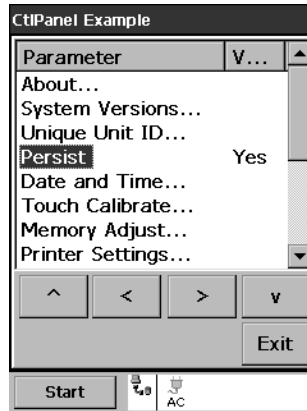 CtlPanel Example
Parameter V...
About...
System Versions...
Unique Unit ID...
Persist Yes
Date and Time...
Touch Calibrate...
Memory Adjust...
Printer Settings...
^ < > v
Exit
Start AC